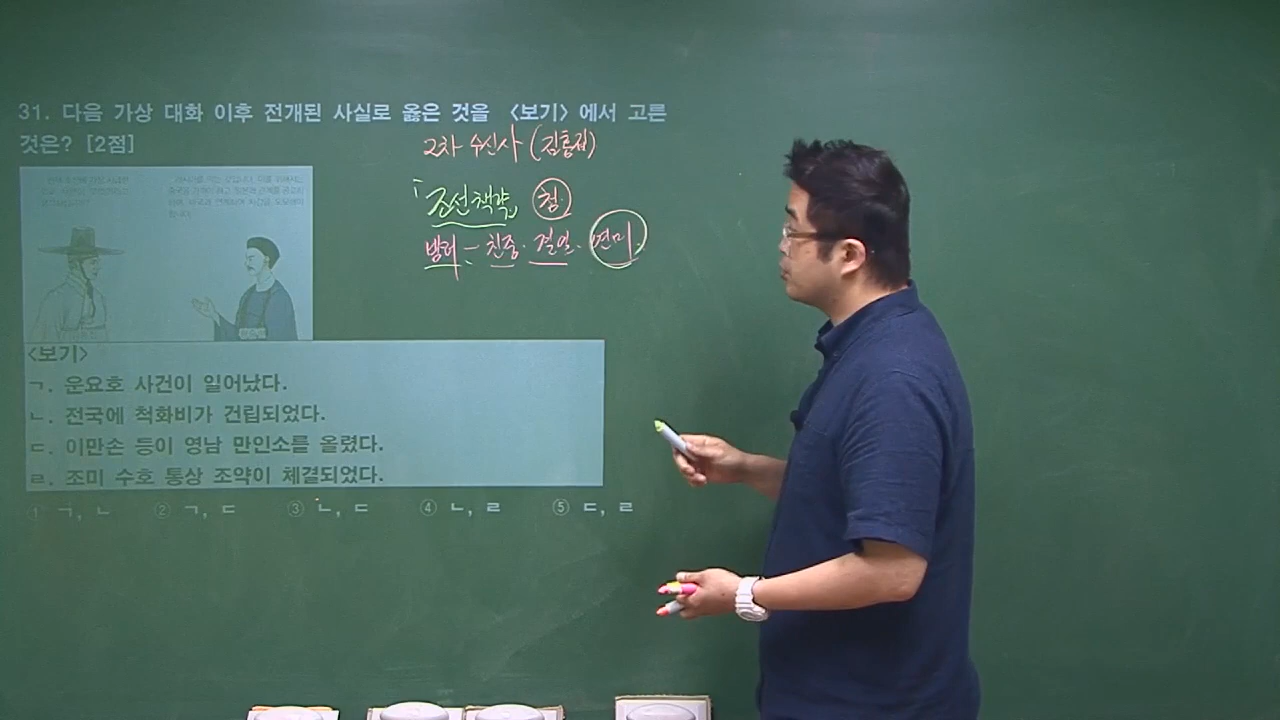 31. 다음 가상 대화 이후 전개된 사실로 옳은 것을 <보기>에서 고른
것은? [2점]
2차 수신사 (김홍집)
「조선책략」 청.
방러 - 친중. 결일. 연미.
<보기>
ㄱ. 운요호 사건이 일어났다.
ㄴ. 전국에 척화비가 건립되었다.
ㄷ. 이만손 등이 영남 만인소를 올렸다.
ㄹ. 조미 수호 통상 조약이 체결되었다.
① ㄱ, ㄴ ② ㄱ, ㄷ ③ ㄴ, ㄷ ④ ㄴ, ㄹ ⑤ ㄷ, ㄹ